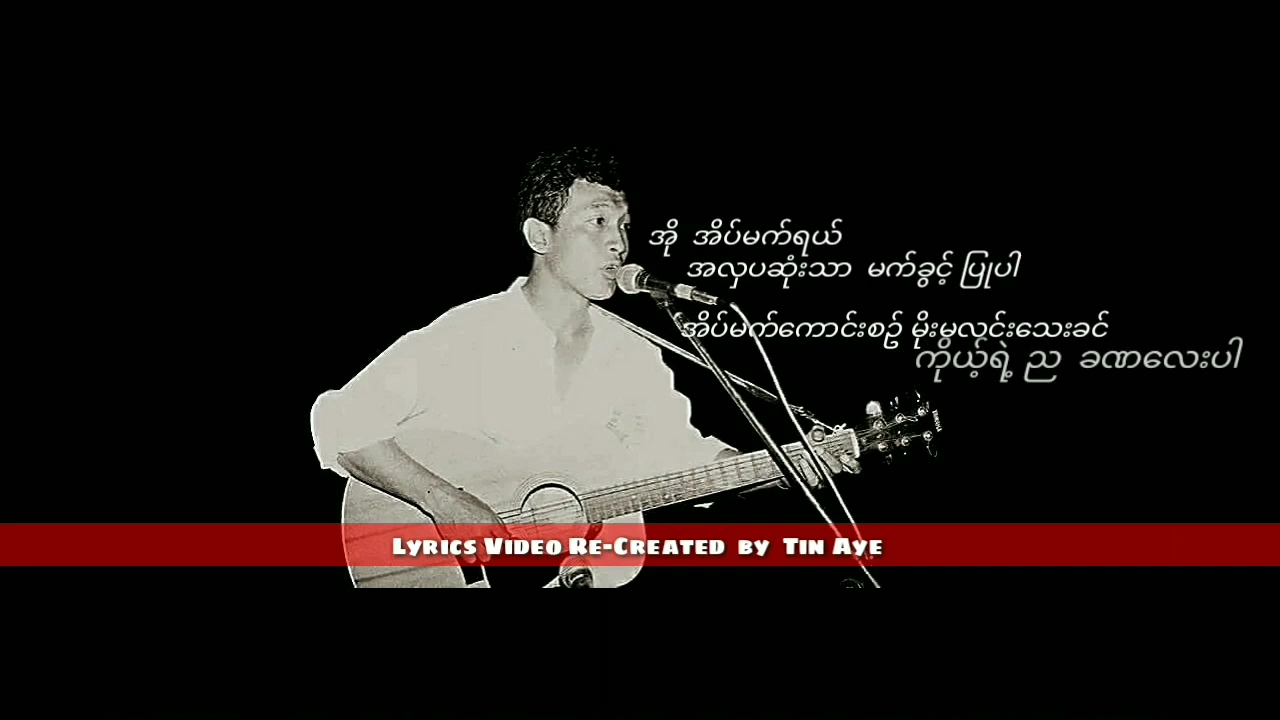 အို အိပ်မက်ရယ်
အလှပဆုံးသာ မက်ခွင့် ပြုပါ
အိပ်မက်ကောင်းစဥ် မိုးမလင်းသေးခင်
ကိုယ့်ရဲ့ ည ခဏလေးပါ
Lyrics Video Re-Created by Tin Aye